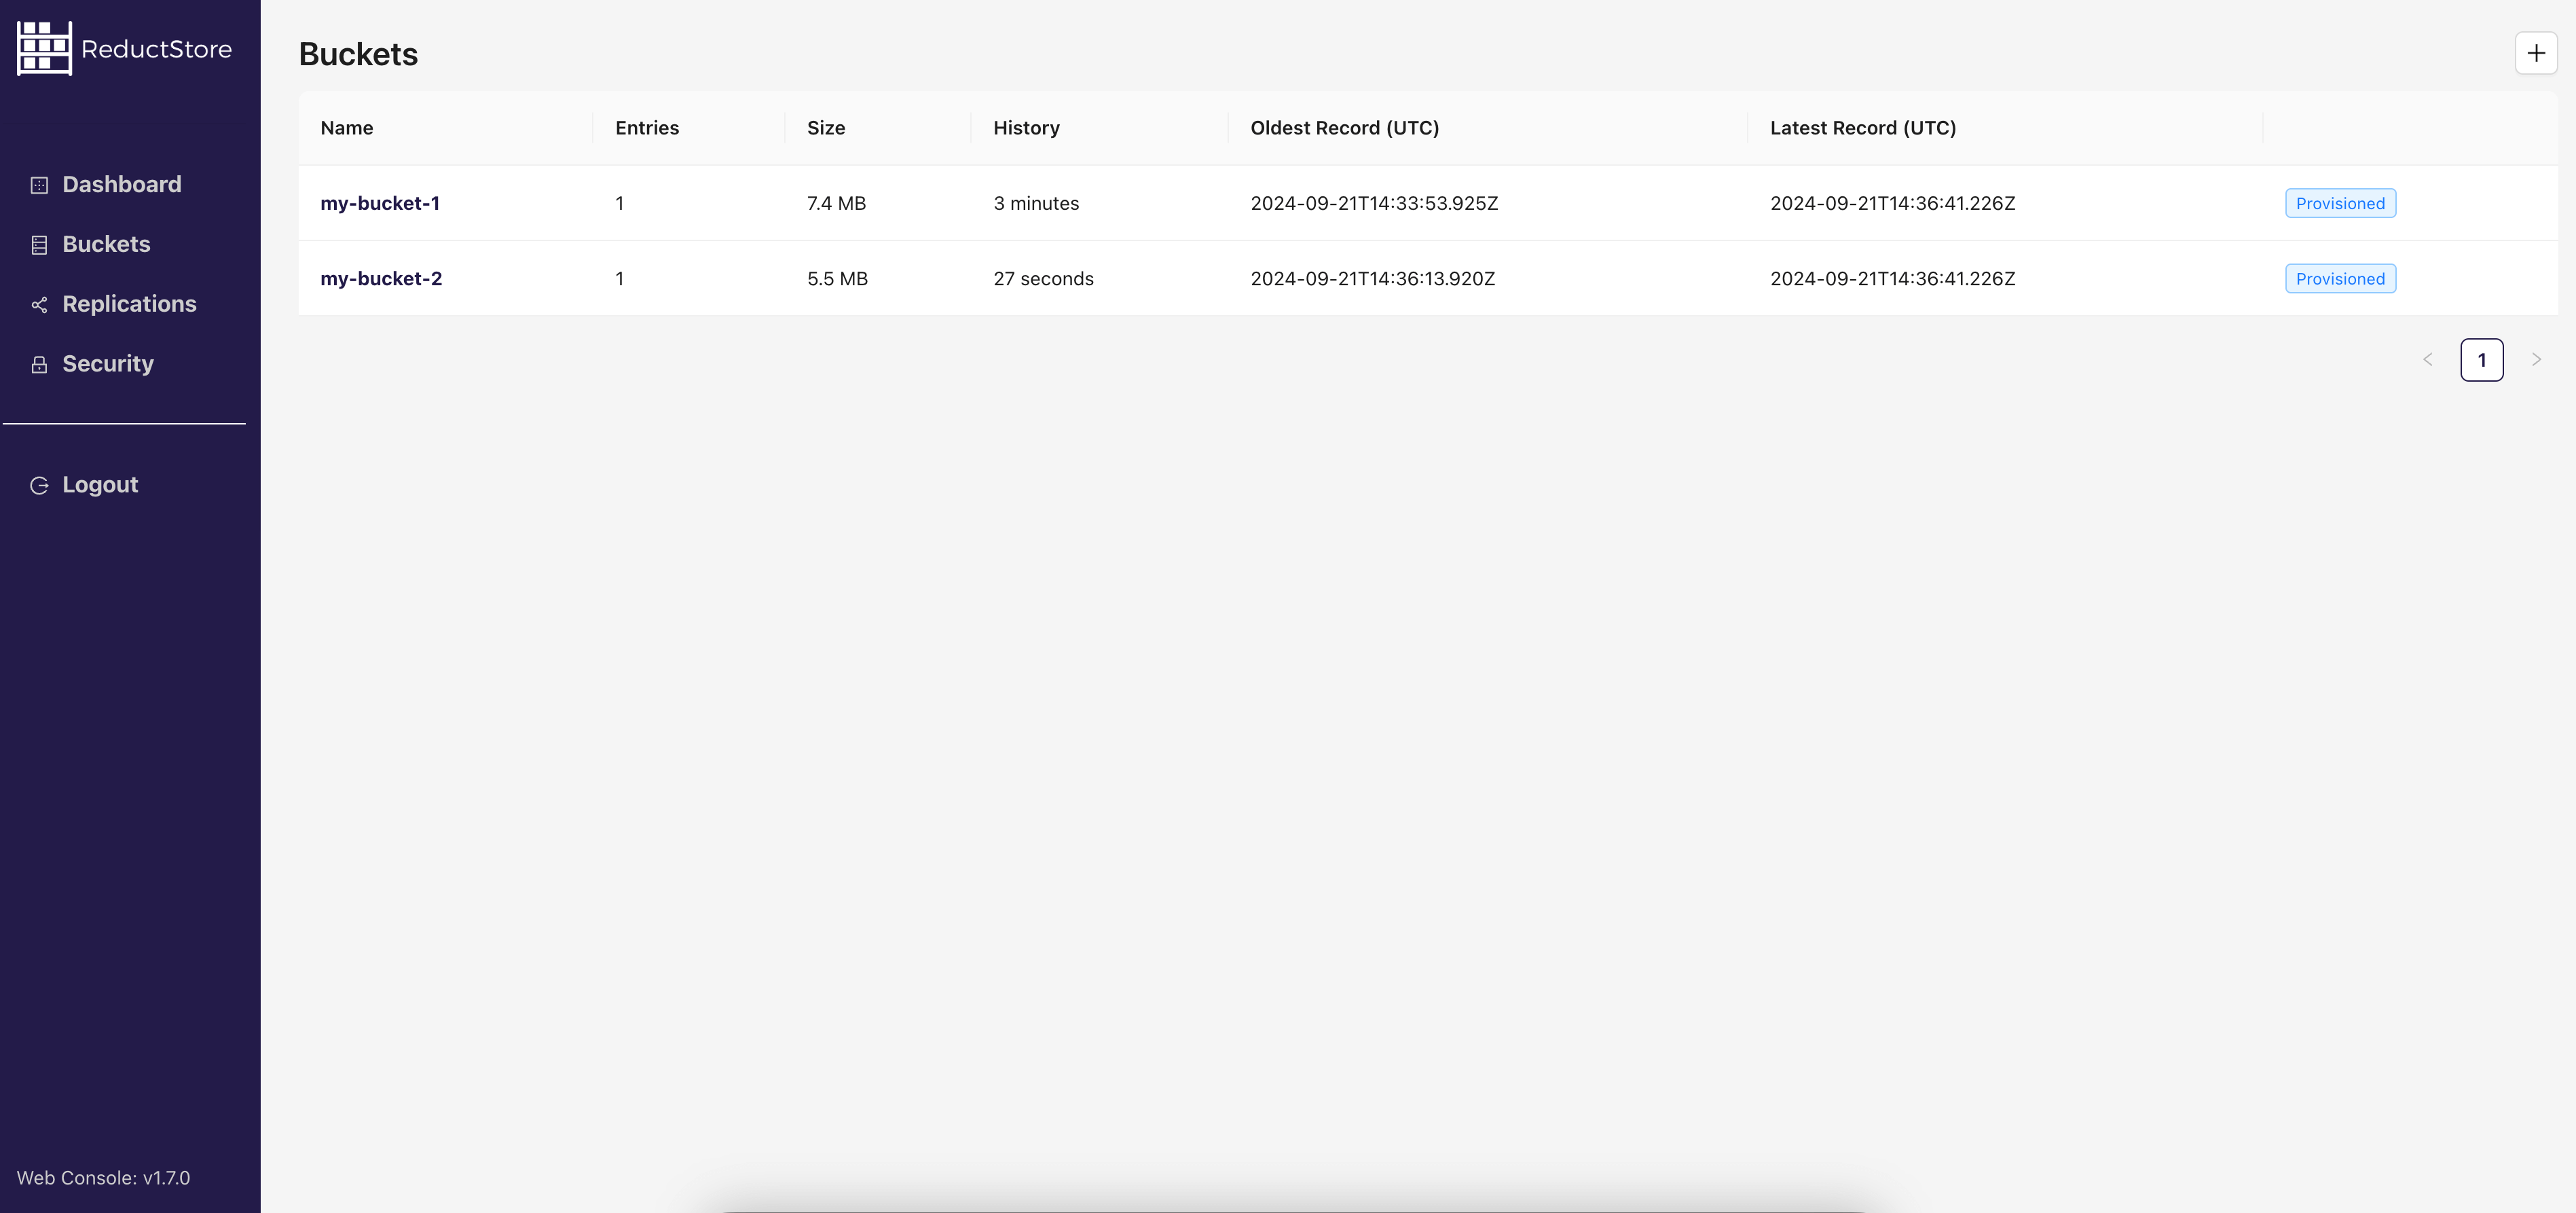 ReductStore
Dashboard
Buckets
Replications
Security
Logout
Web Console: v1.7.0
Buckets
Name Entries Size History Oldest Record (UTC) Latest Record (UTC)
my-bucket-1 1 7.4 MB 3 minutes 2024-09-21T14:33:53.925Z 2024-09-21T14:36:41.226Z Provisioned
my-bucket-2 1 5.5 MB 27 seconds 2024-09-21T14:36:13.920Z 2024-09-21T14:36:41.226Z Provisioned
1